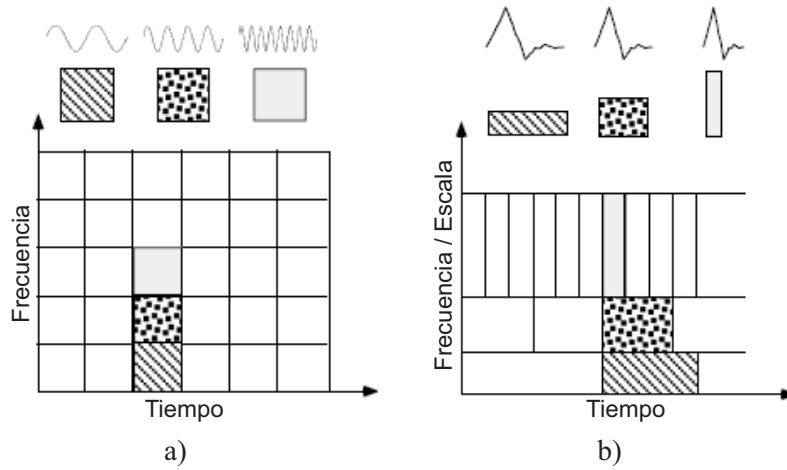 Frecuencia
Tiempo
a)
Frecuencia / Escala
Tiempo
b)